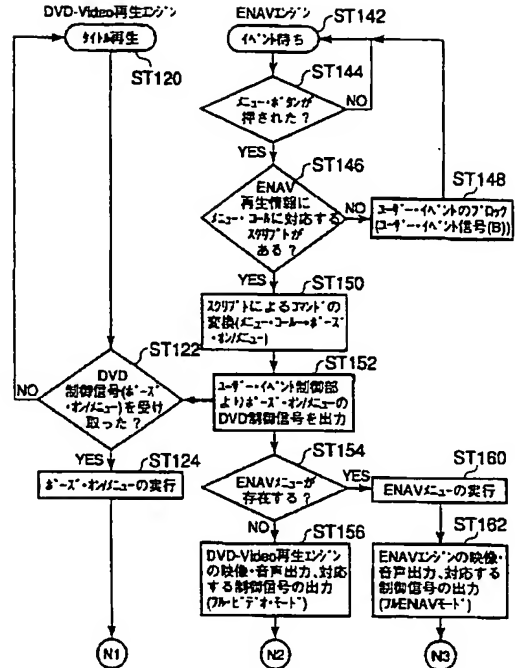 DVD-Video再生エンジン
ENAVエンジン
タイトル再生
ST120
イベント待ち
ST142
メニュー・ボタンが
押された?
ST144
NO
YES
ENAV
再生情報に
メニュー・コールに対応する
スクリプトが
ある?
ST146
NO
ユーザー・イベントのブロック
(ユーザー・イベント信号(B))
ST148
YES
スクリプトによるコマンドの
変換(メニュー・コール→ポーズ・
オン/メニュー)
ST150
DVD
制御信号(ポーズ
・オン/メニュー)を受け
取った?
ST122
NO
ユーザー・イベント制御部
よりポーズ・オン/メニューの
DVD制御信号を出力
ST152
YES
ポーズ・オン/メニューの実行
ST124
ENAVメニューが
存在する?
ST154
YES
ENAVメニューの実行
ST160
NO
DVD-Video再生エンジン
の映像・音声出力、対応
する制御信号の出力
(フル・ビデオ・モード)
ST156
ENAVエンジンの映像・
音声出力、対応する
制御信号の出力
(フルENAVモード)
ST162
N1
N2
N3